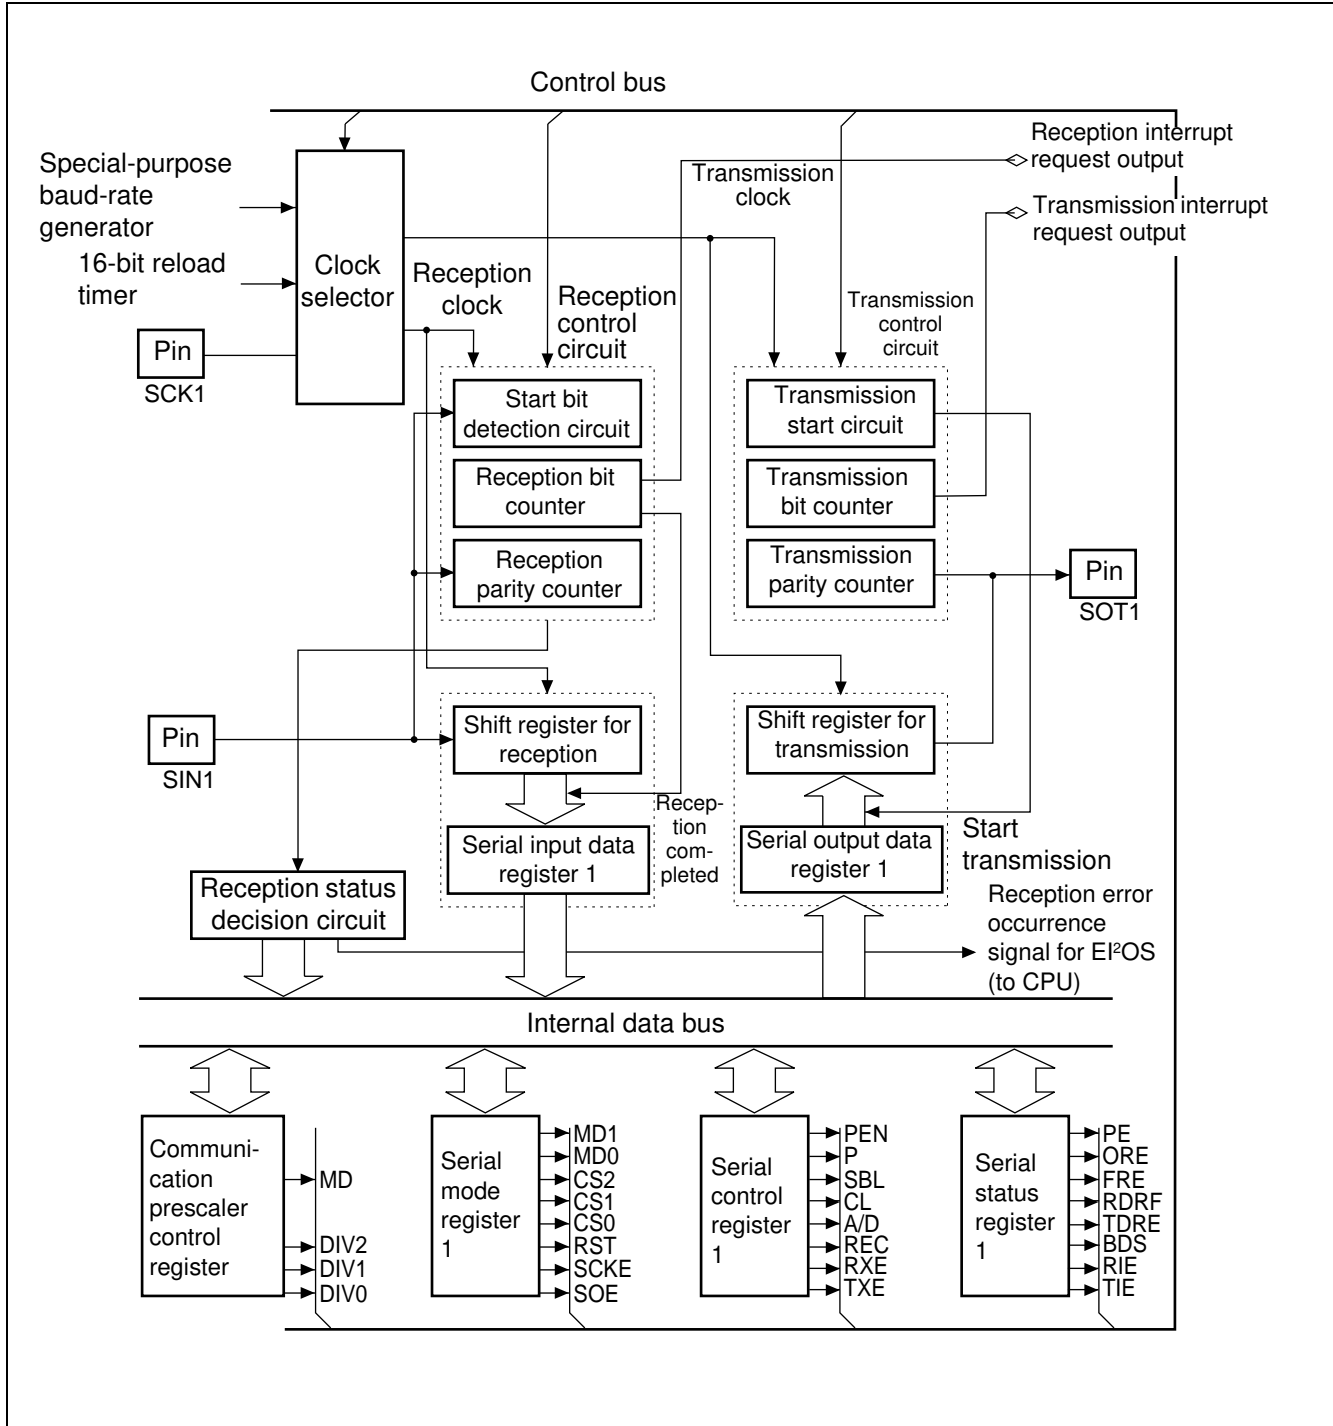 Control bus
Reception interrupt
request output
Special-purpose
baud-rate
generator
Transmission
clock
Transmission interrupt
request output
16-bit reload
timer
Clock
selector
Reception
clock
Reception
control
circuit
Transmission
control
circuit
Pin
SCK1
Start bit
detection circuit
Transmission
start circuit
Reception bit
counter
Transmission
bit counter
Reception
parity counter
Transmission
parity counter
Pin
SOT1
Pin
SIN1
Shift register for
reception
Shift register for
transmission
Recep-
tion
com-
pleted
Serial input data
register 1
Serial output data
register 1
Start
transmission
Reception status
decision circuit
Reception error
occurrence
signal for EI²OS
(to CPU)
Internal data bus
Communi-
cation
prescaler
control
register
MD
DIV2
DIV1
DIV0
Serial
mode
register
1
MD1
MD0
CS2
CS1
CS0
RST
SCKE
SOE
Serial
control
register
1
PEN
P
SBL
CL
A/D
REC
RXE
TXE
Serial
status
register
1
PE
ORE
FRE
RDRF
TDRE
BDS
RIE
TIE